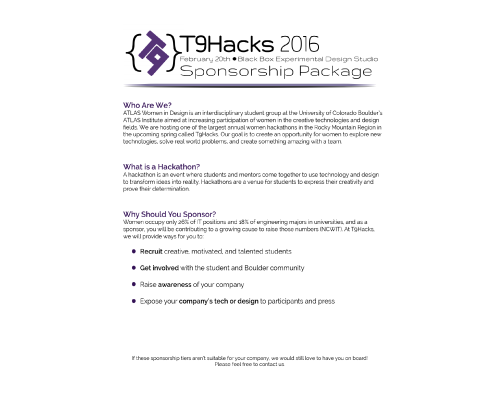 T9Hacks 2016
February 20th ● Black Box Experimental Design Studio
Sponsorship Package
Who Are We?
ATLAS Women in Design is an interdisciplinary student group at the University of Colorado Boulder's
ATLAS Institute aimed at increasing participation of women in the creative technologies and design
fields. We are hosting one of the largest annual women hackathons in the Rocky Mountain Region in
the upcoming spring called T9Hacks. Our goal is to create an opportunity for women to explore new
technologies, solve real world problems, and create something amazing with a team.
What is a Hackathon?
A hackathon is an event where students and mentors come together to use technology and design
to transform ideas into reality. Hackathons are a venue for students to express their creativity and
prove their determination.
Why Should You Sponsor?
Women occupy only 26% of IT positions and 18% of engineering majors in universities, and as a
sponsor, you will be contributing to a growing cause to raise those numbers (NCWIT). At T9Hacks,
we will provide ways for you to:
● Recruit creative, motivated, and talented students
● Get involved with the student and Boulder community
● Raise awareness of your company
● Expose your company's tech or design to participants and press
If these sponsorship tiers aren't suitable for your company, we would still love to have you on board!
Please feel free to contact us